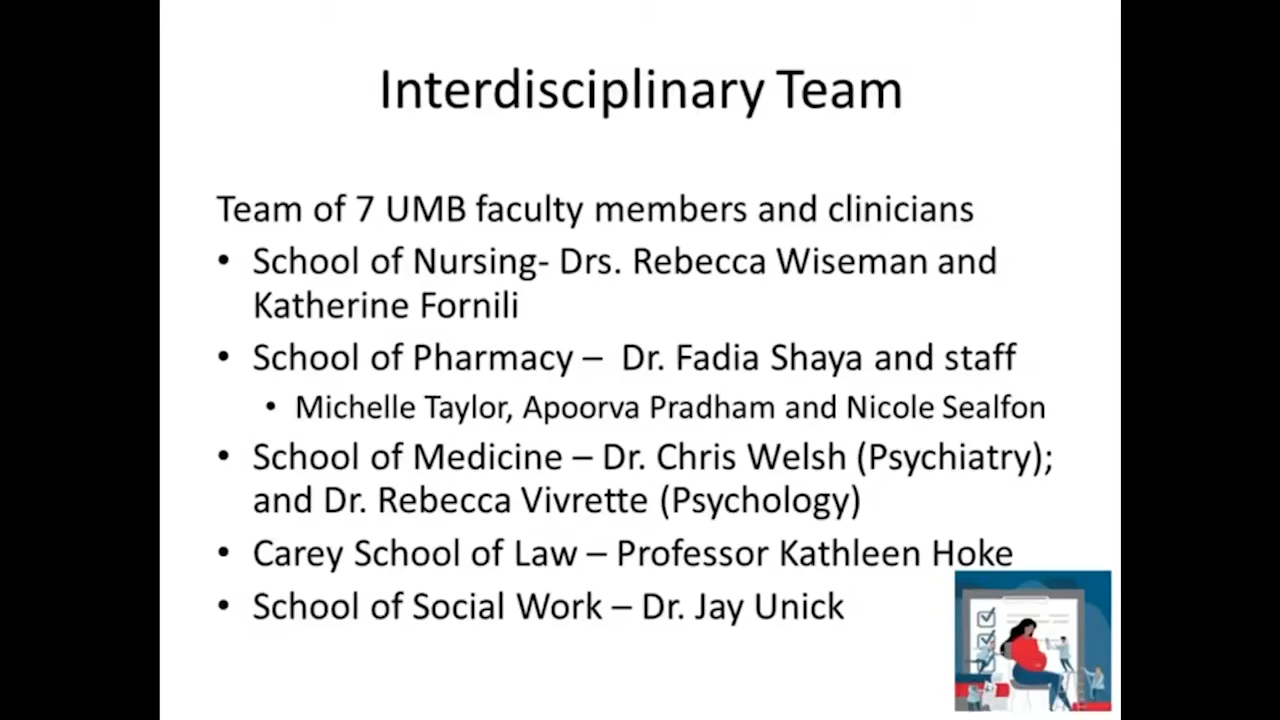 Interdisciplinary Team
Team of 7 UMB faculty members and clinicians
• School of Nursing- Drs. Rebecca Wiseman and
Katherine Fornili
• School of Pharmacy – Dr. Fadia Shaya and staff
• Michelle Taylor, Apoorva Pradham and Nicole Sealfon
• School of Medicine – Dr. Chris Welsh (Psychiatry);
and Dr. Rebecca Vivrette (Psychology)
• Carey School of Law – Professor Kathleen Hoke
• School of Social Work – Dr. Jay Unick